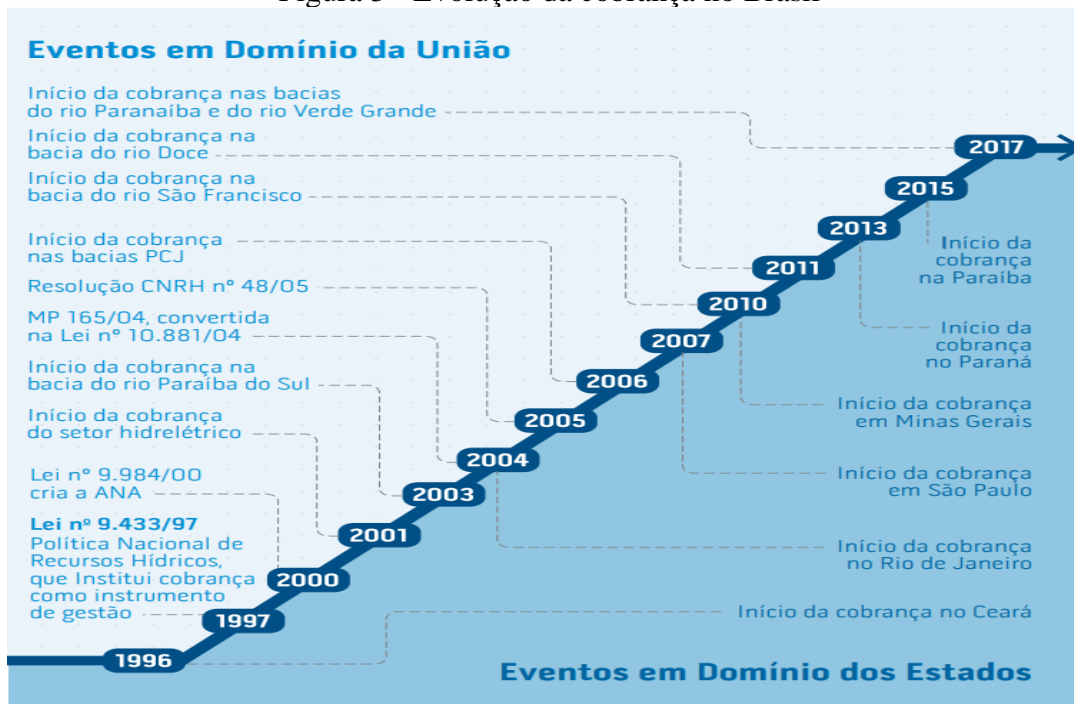 Figura 3 - Evolução da cobrança no Brasil
Eventos em Domínio da União
Início da cobrança nas bacias
do rio Paranaíba e do rio Verde Grande
Início da cobrança na
bacia do rio Doce
Início da cobrança na
bacia do rio São Francisco
Início da cobrança
nas bacias PCJ
Resolução CNRH nº 48/05
MP 165/04, convertida
na Lei nº 10.881/04
Início da cobrança na
bacia do rio Paraíba do Sul
Início da cobrança
do setor hidrelétrico
Lei nº 9.984/00
cria a ANA
Lei nº 9.433/97
Política Nacional de
Recursos Hídricos,
que Institui cobrança
como instrumento
de gestão
2017
2015
2013
2011
2010
2007
2006
2005
2004
2003
2001
2000
1997
1996
Início da
cobrança
na Paraíba
Início da
cobrança
no Paraná
Início da cobrança
em Minas Gerais
Início da cobrança
em São Paulo
Início da cobrança
no Rio de Janeiro
Início da cobrança no Ceará
Eventos em Domínio dos Estados